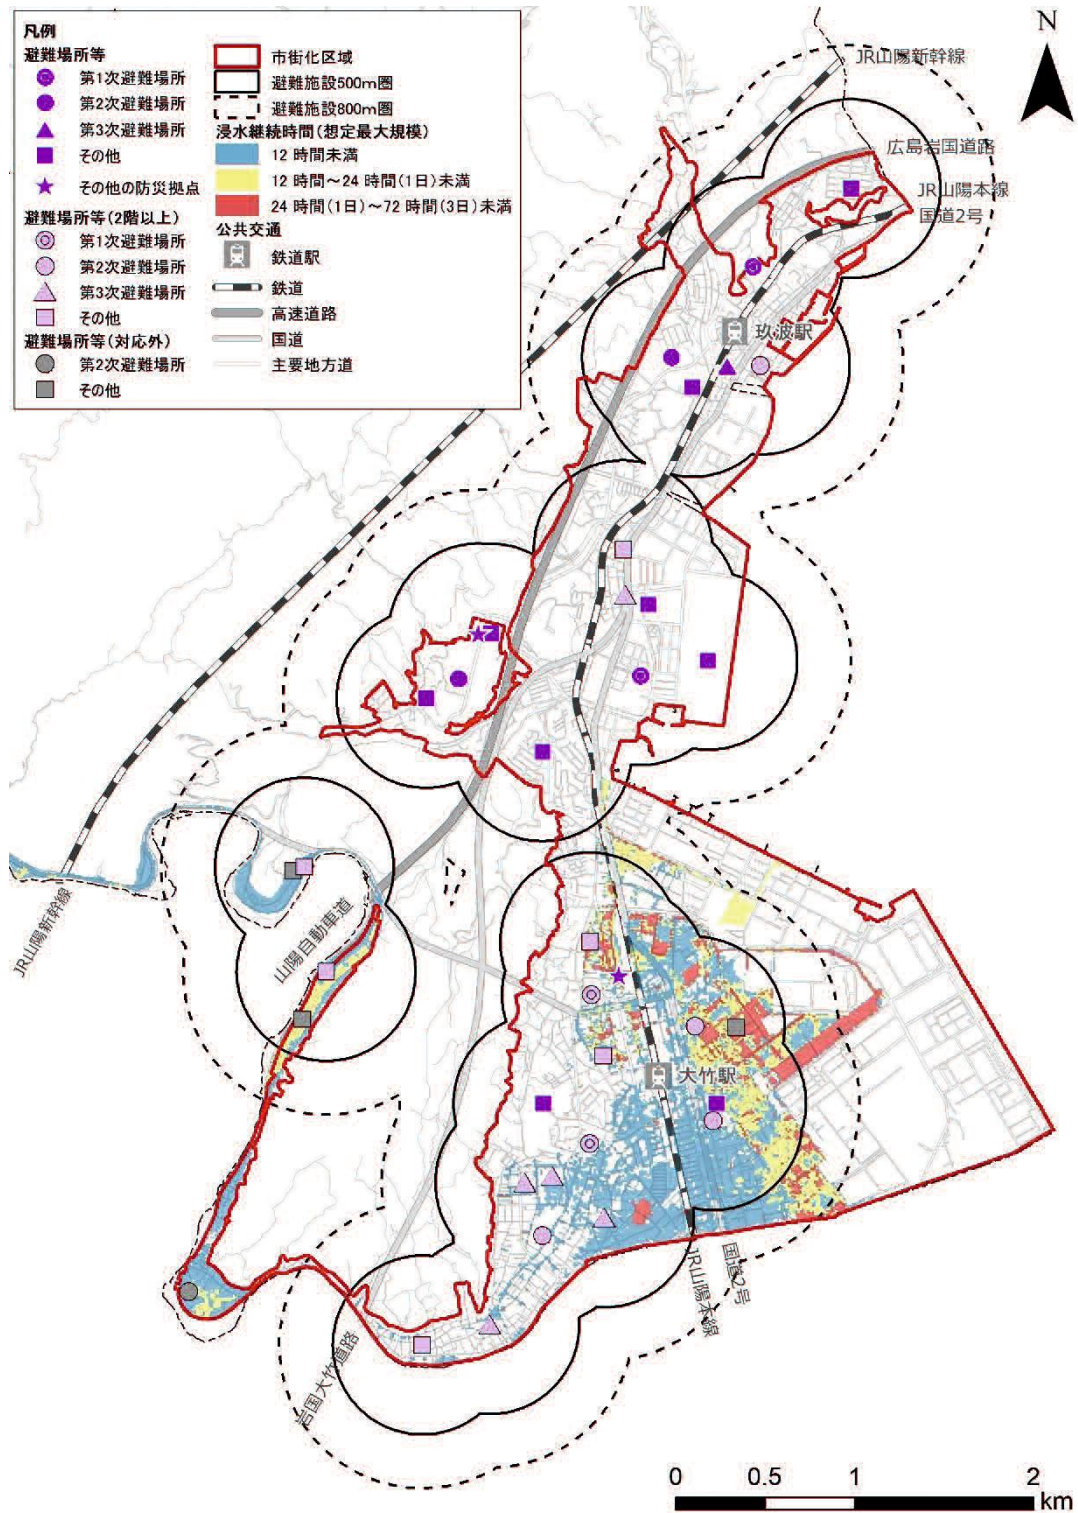 凡例
避難場所等
第1次避難場所
第2次避難場所
第3次避難場所
その他
その他の防災拠点
避難場所等(2階以上)
第1次避難場所
第2次避難場所
第3次避難場所
その他
避難場所等(対応外)
第2次避難場所
その他
市街化区域
避難施設500m圏
避難施設800m圏
浸水継続時間(想定最大規模)
12 時間未満
12 時間～24 時間(1日)未満
24 時間(1日)～72 時間(3日)未満
公共交通
鉄道駅
鉄道
高速道路
国道
主要地方道
N
JR山陽新幹線
広島岩国道路
JR山陽本線
国道2号
玖波駅
JR山陽新幹線
山陽自動車道
大竹駅
国道2号
JR山陽本線
岩国大竹道路
0 0.5 1 2
km